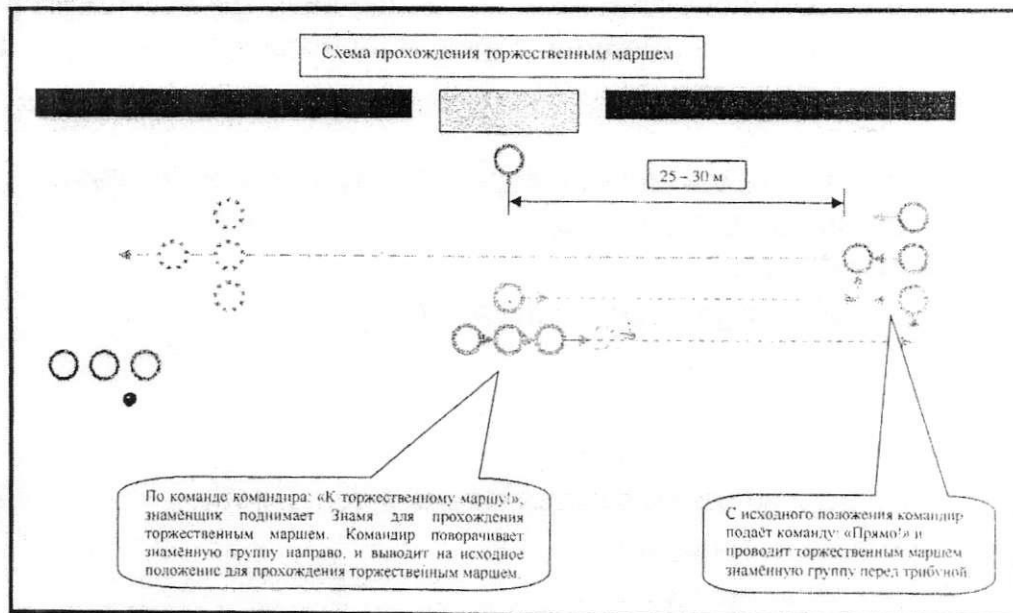 Схема прохождения торжественным маршем
25 – 30 м
По команде командира: «К торжественному маршу!»,
знамёнщик поднимает Знамя для прохождения
торжественным маршем. Командир поворачивает
знамённую группу направо, и выводит на исходное
положение для прохождения торжественным маршем.
С исходного положения командир
подаёт команду: «Прямо!» и
проводит торжественным маршем
знамённую группу перед трибуной.